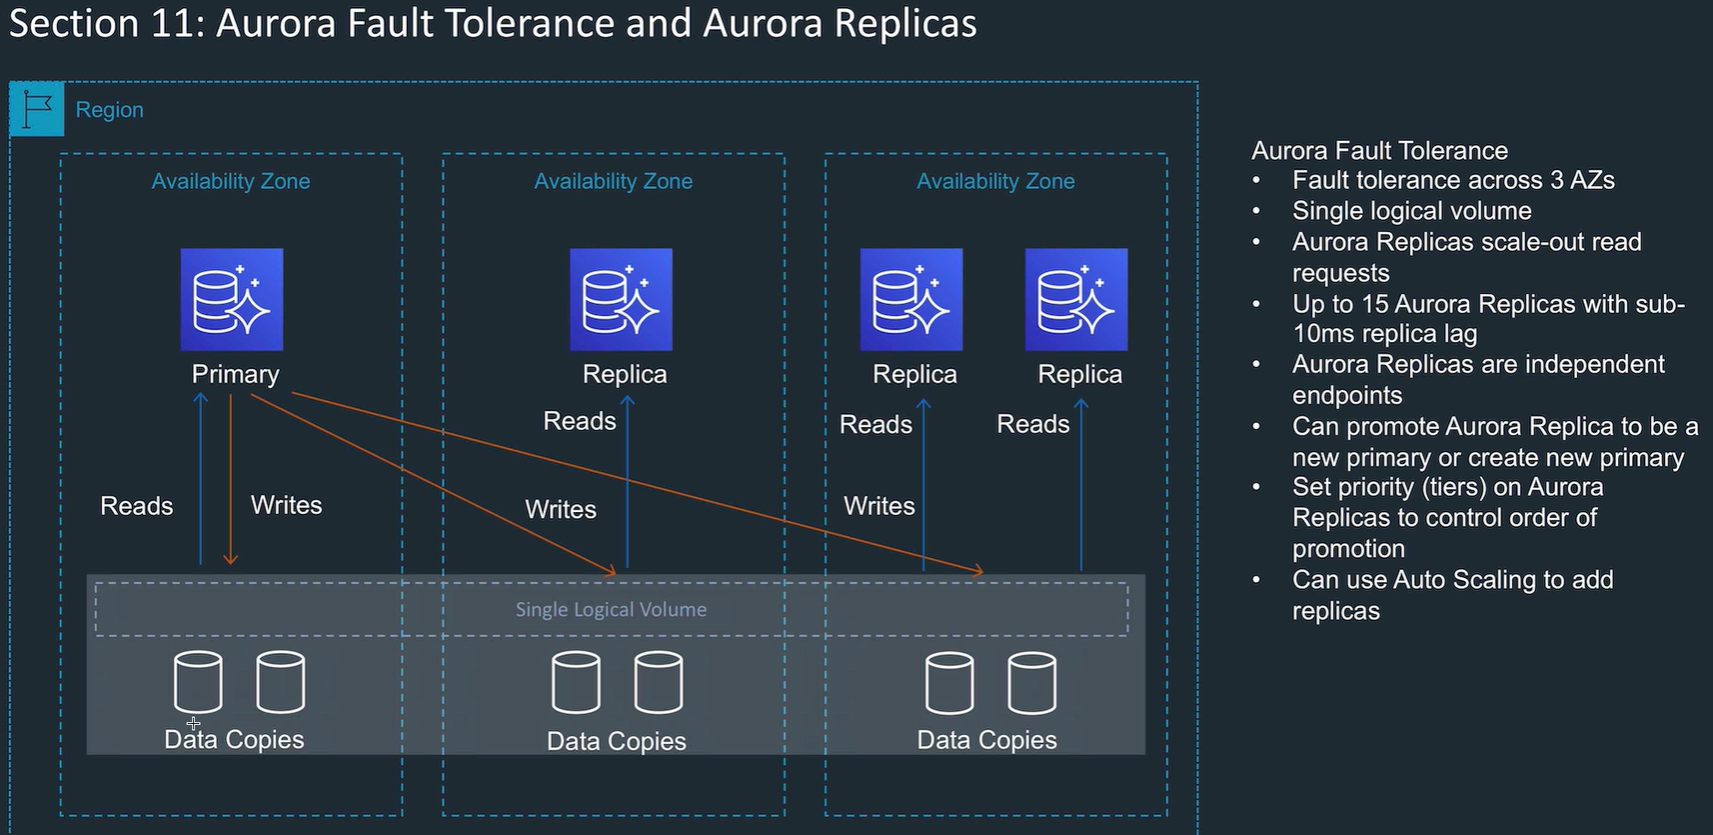 Section 11: Aurora Fault Tolerance and Aurora Replicas
Region
Availability Zone
Availability Zone
Availability Zone
Primary
Replica
Replica
Replica
Reads
Reads
Reads
Reads
Writes
Writes
Writes
Single Logical Volume
Data Copies
Data Copies
Data Copies
Aurora Fault Tolerance
• Fault tolerance across 3 AZs
• Single logical volume
• Aurora Replicas scale-out read
requests
• Up to 15 Aurora Replicas with sub-
10ms replica lag
• Aurora Replicas are independent
endpoints
• Can promote Aurora Replica to be a
new primary or create new primary
• Set priority (tiers) on Aurora
Replicas to control order of
promotion
• Can use Auto Scaling to add
replicas